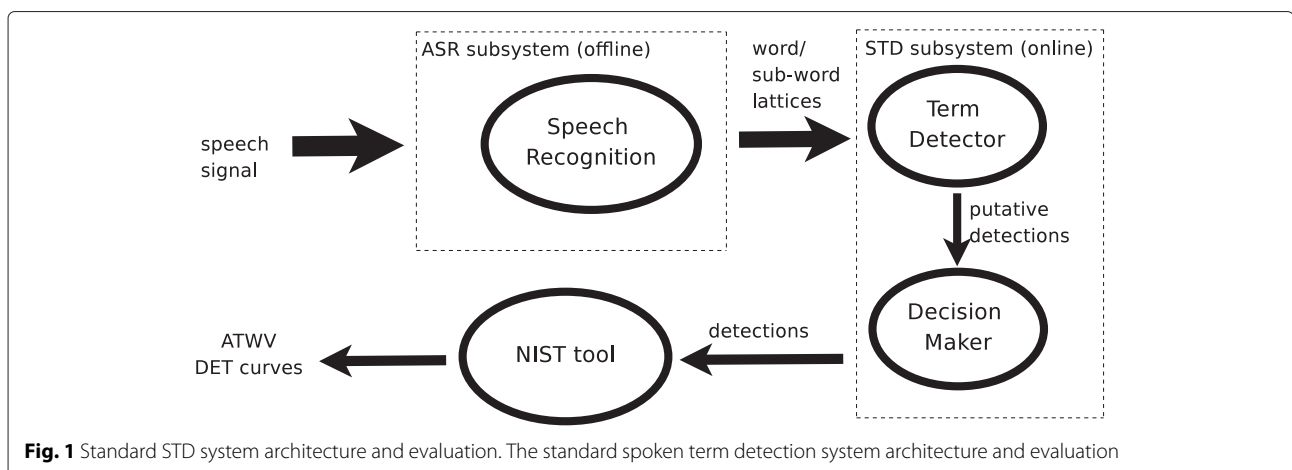 ASR subsystem (offline)
Speech
Recognition
speech
signal
word/
sub-word
lattices
STD subsystem (online)
Term
Detector
putative
detections
Decision
Maker
detections
NIST tool
ATWV
DET curves
Fig. 1 Standard STD system architecture and evaluation. The standard spoken term detection system architecture and evaluation